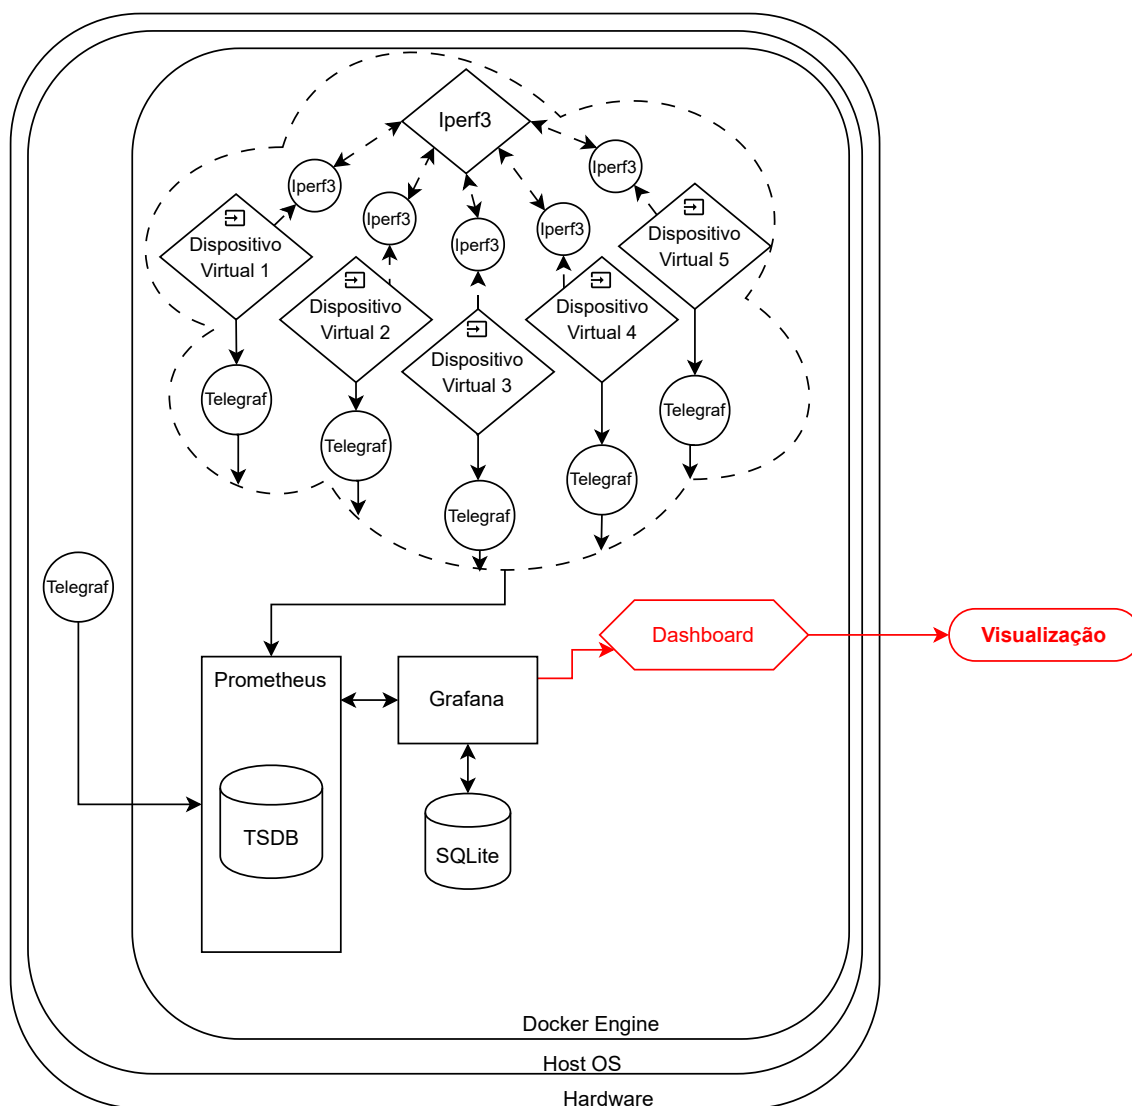 Iperf3
Iperf3
Iperf3
Iperf3
Iperf3
Iperf3
Dispositivo
Virtual 1
Dispositivo
Virtual 2
Dispositivo
Virtual 3
Dispositivo
Virtual 4
Dispositivo
Virtual 5
Telegraf
Telegraf
Telegraf
Telegraf
Telegraf
Telegraf
Prometheus
TSDB
Grafana
SQLite
Dashboard
Visualização
Docker Engine
Host OS
Hardware